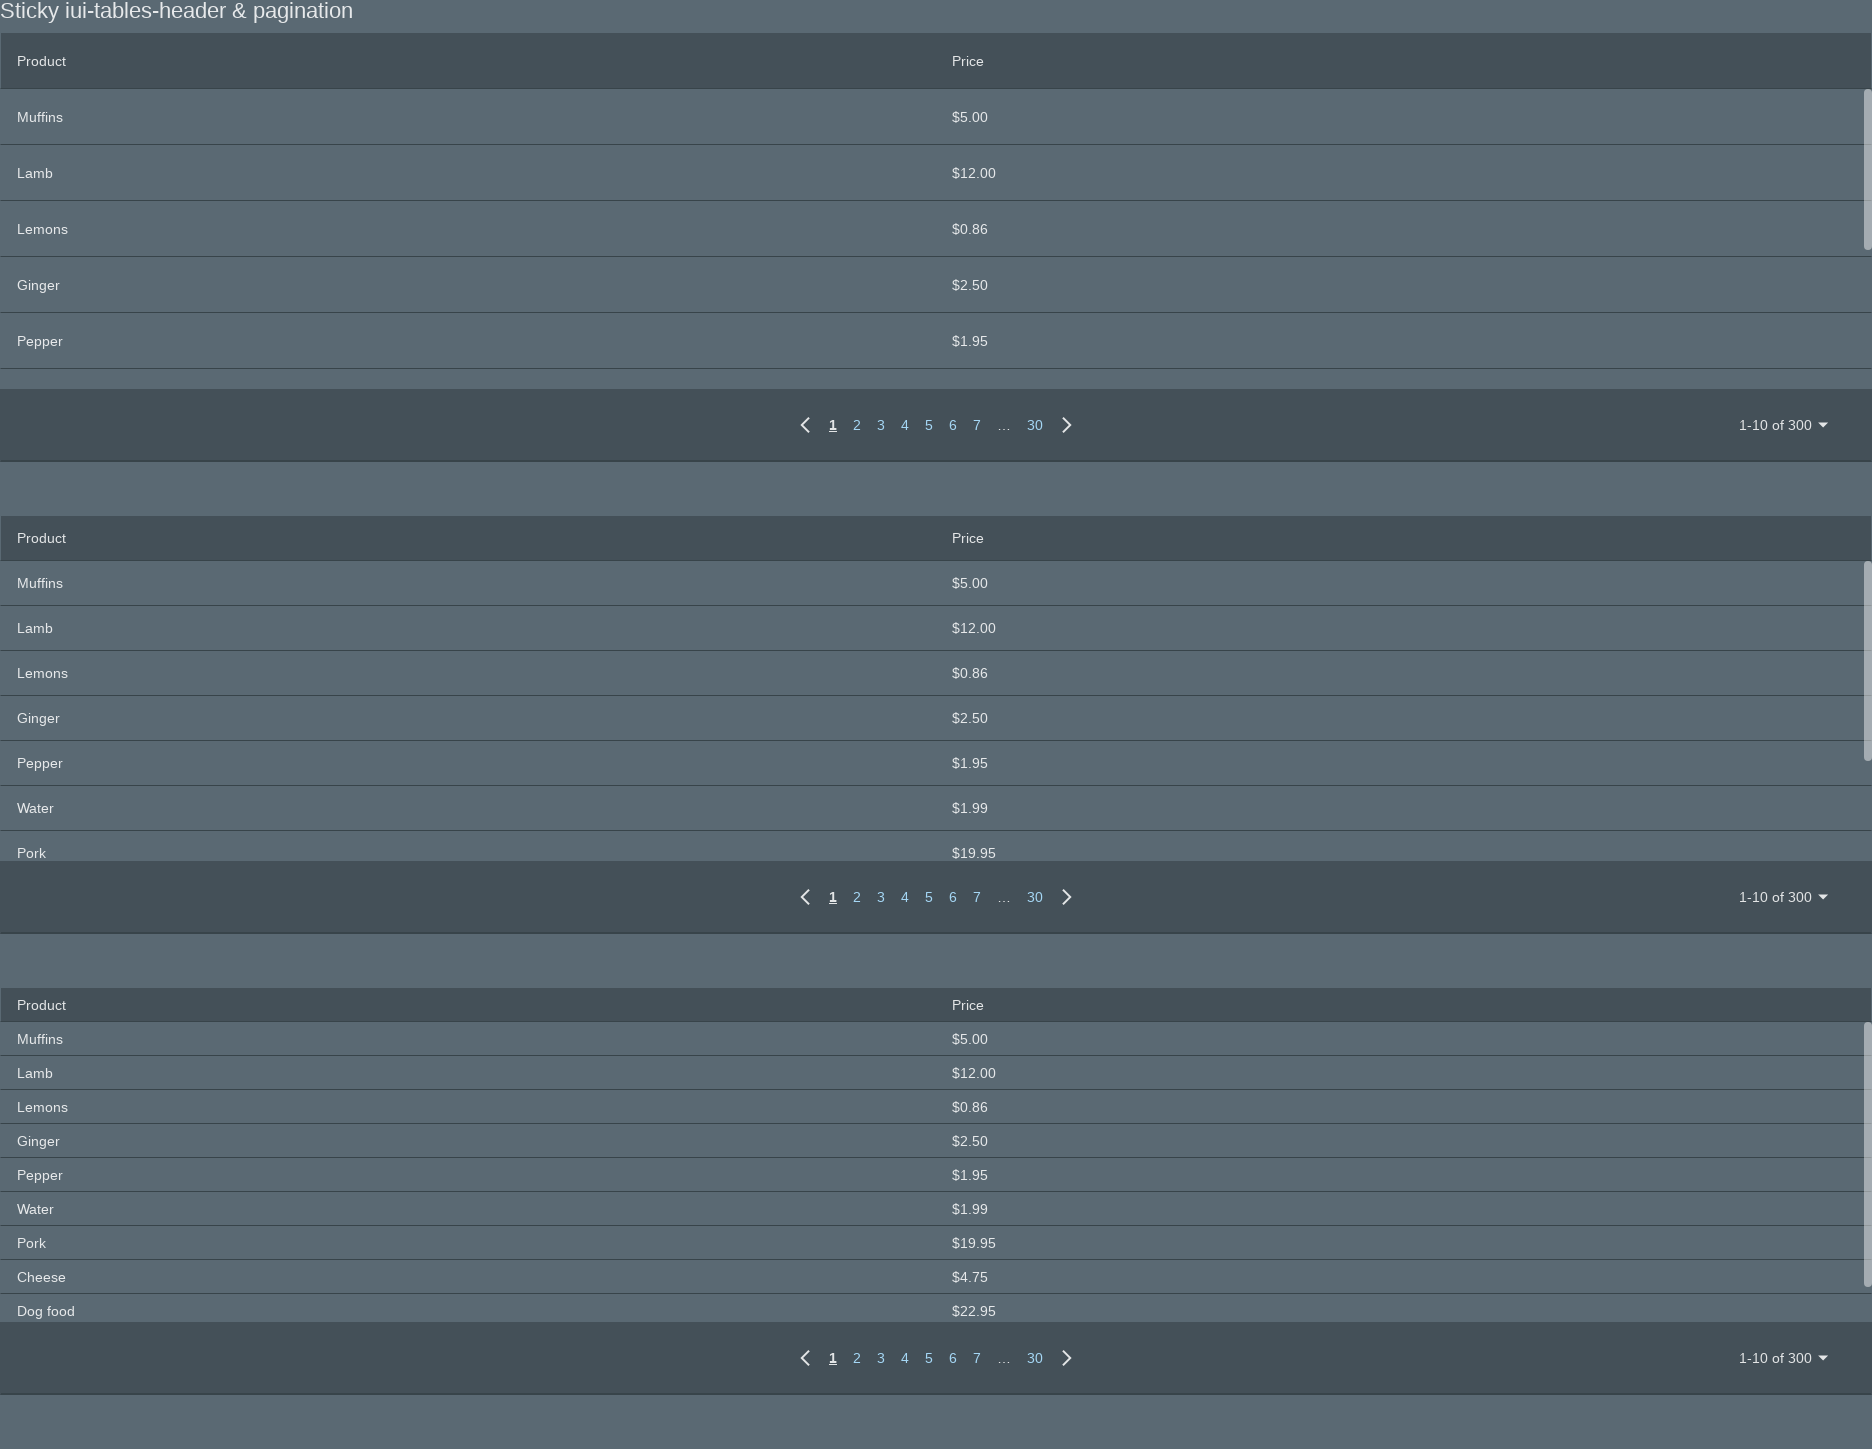 Sticky iui-tables-header & pagination
Product Price
Muffins $5.00
Lamb $12.00
Lemons $0.86
Ginger $2.50
Pepper $1.95
1 2 3 4 5 6 7 … 30 1-10 of 300
Product Price
Muffins $5.00
Lamb $12.00
Lemons $0.86
Ginger $2.50
Pepper $1.95
Water $1.99
Pork $19.95
1 2 3 4 5 6 7 … 30 1-10 of 300
Product Price
Muffins $5.00
Lamb $12.00
Lemons $0.86
Ginger $2.50
Pepper $1.95
Water $1.99
Pork $19.95
Cheese $4.75
Dog food $22.95
1 2 3 4 5 6 7 … 30 1-10 of 300